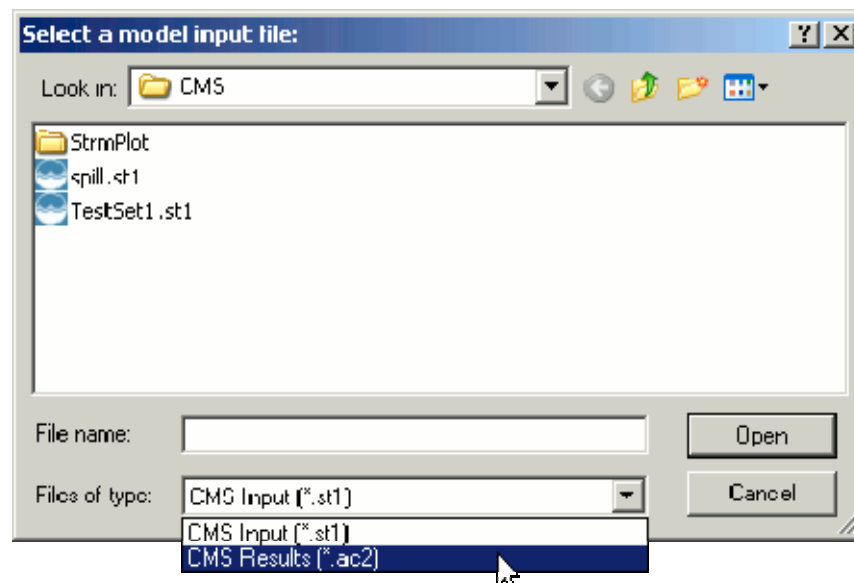 Select a model input file:
Look in: CMS
StrmPlot
spill.st1
TestSet1.st1
File name:
Open
Files of type: CMS Input (*.st1)
Cancel
CMS Input (*.st1)
CMS Results (*.ac2)